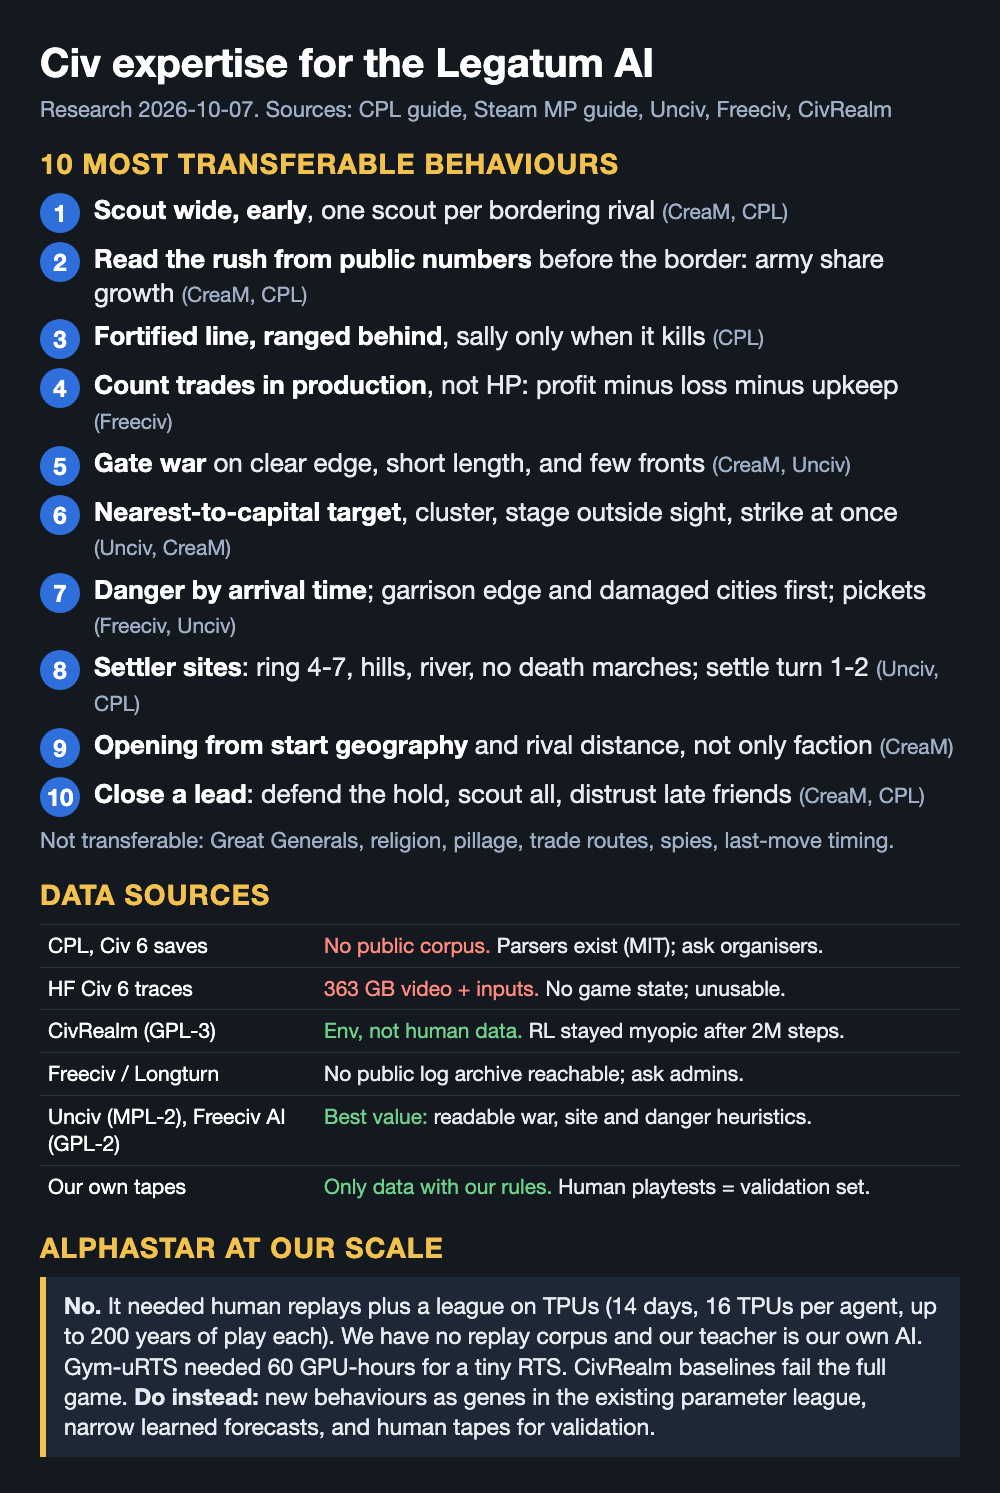 Civ expertise for the Legatum AI
Research 2026-10-07. Sources: CPL guide, Steam MP guide, Unciv, Freeciv, CivRealm
10 MOST TRANSFERABLE BEHAVIOURS
1 Scout wide, early, one scout per bordering rival (CreaM, CPL)
2 Read the rush from public numbers before the border: army share
growth (CreaM, CPL)
3 Fortified line, ranged behind, sally only when it kills (CPL)
4 Count trades in production, not HP: profit minus loss minus upkeep
(Freeciv)
5 Gate war on clear edge, short length, and few fronts (CreaM, Unciv)
6 Nearest-to-capital target, cluster, stage outside sight, strike at once
(Unciv, CreaM)
7 Danger by arrival time; garrison edge and damaged cities first; pickets
(Freeciv, Unciv)
8 Settler sites: ring 4-7, hills, river, no death marches; settle turn 1-2 (Unciv,
CPL)
9 Opening from start geography and rival distance, not only faction (CreaM)
10 Close a lead: defend the hold, scout all, distrust late friends (CreaM, CPL)
Not transferable: Great Generals, religion, pillage, trade routes, spies, last-move timing.
DATA SOURCES
CPL, Civ 6 saves No public corpus. Parsers exist (MIT); ask organisers.
HF Civ 6 traces 363 GB video + inputs. No game state; unusable.
CivRealm (GPL-3) Env, not human data. RL stayed myopic after 2M steps.
Freeciv / Longturn No public log archive reachable; ask admins.
Unciv (MPL-2), Freeciv AI Best value: readable war, site and danger heuristics.
(GPL-2)
Our own tapes Only data with our rules. Human playtests = validation set.
ALPHASTAR AT OUR SCALE
No. It needed human replays plus a league on TPUs (14 days, 16 TPUs per agent, up
to 200 years of play each). We have no replay corpus and our teacher is our own AI.
Gym-uRTS needed 60 GPU-hours for a tiny RTS. CivRealm baselines fail the full
game. Do instead: new behaviours as genes in the existing parameter league,
narrow learned forecasts, and human tapes for validation.